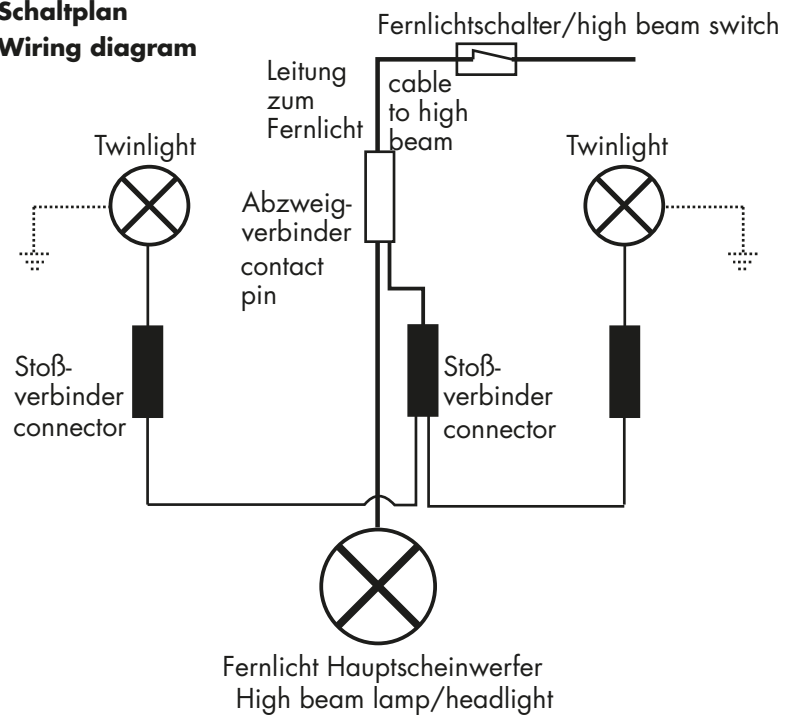 Schaltplan
Wiring diagram
Fernlichtschalter/high beam switch
Leitung
zum
Fernlicht
cable
to high
beam
Twinlight
Twinlight
Abzweig-
verbinder
contact
pin
Stoß-
verbinder
connector
Stoß-
verbinder
connector
Fernlicht Hauptscheinwerfer
High beam lamp/headlight